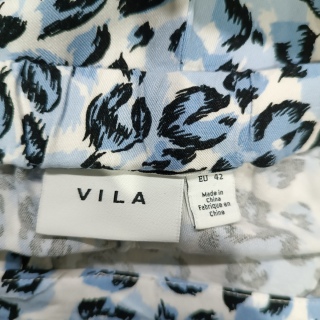 VILA
EU 42
Made in
China
Fabriqué en
Chine